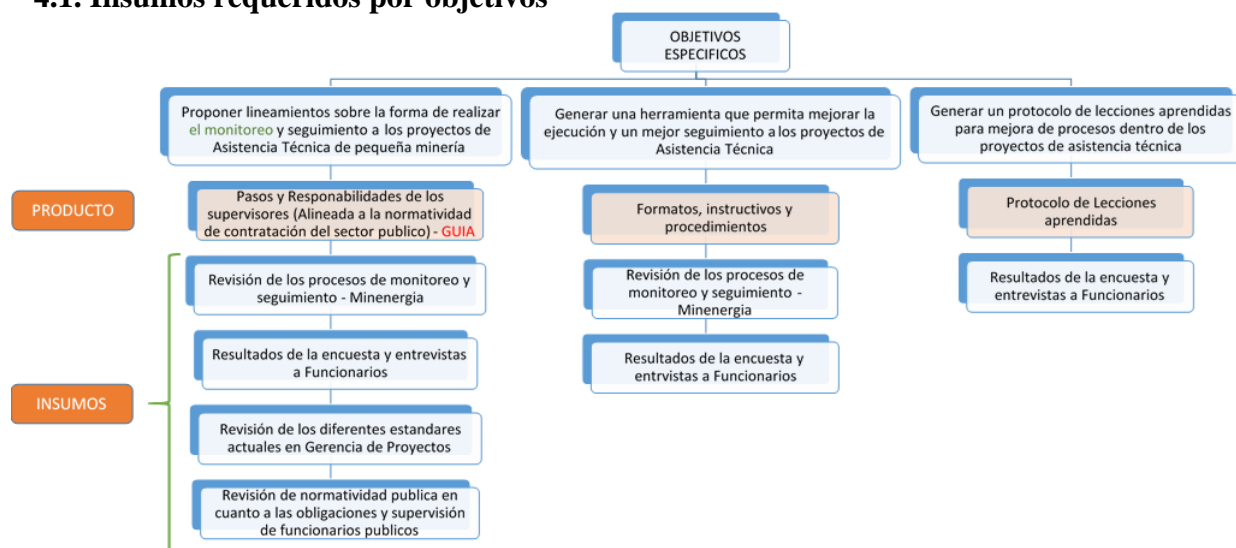 4.1. Insumos requeridos por objetivos
OBJETIVOS
ESPECIFICOS
Proponer lineamientos sobre la forma de realizar
el monitoreo y seguimiento a los proyectos de
Asistencia Técnica de pequeña minería
Generar una herramienta que permita mejorar la
ejecución y un mejor seguimiento a los proyectos de
Asistencia Técnica
Generar un protocolo de lecciones aprendidas
para mejora de procesos dentro de los
proyectos de asistencia técnica
PRODUCTO
Pasos y Responsabilidades de los
supervisores (Alineada a la normatividad
de contratación del sector publico) - GUIA
Formatos, instructivos y
procedimientos
Protocolo de Lecciones
aprendidas
INSUMOS
Revisión de los procesos de monitoreo y
seguimiento - Minenergia
Resultados de la encuesta y entrevistas
a Funcionarios
Revisión de los diferentes estandares
actuales en Gerencia de Proyectos
Revisión de normatividad publica en
cuanto a las obligaciones y supervisión
de funcionarios publicos
Revisión de los procesos de
monitoreo y seguimiento -
Minenergia
Resultados de la encuesta y
entrvistas a Funcionarios
Resultados de la encuesta y
entrevistas a Funcionarios